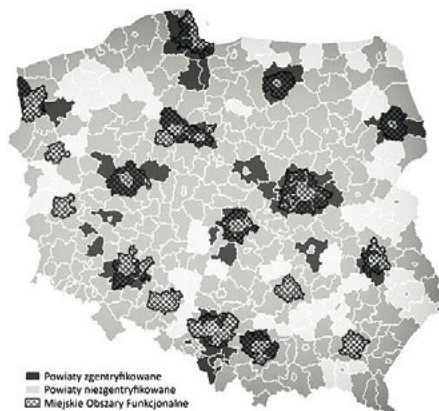 Powiaty zgentryfikowane
Powiaty niezgentryfikowane
Miejskie Obszary Funkcjonalne